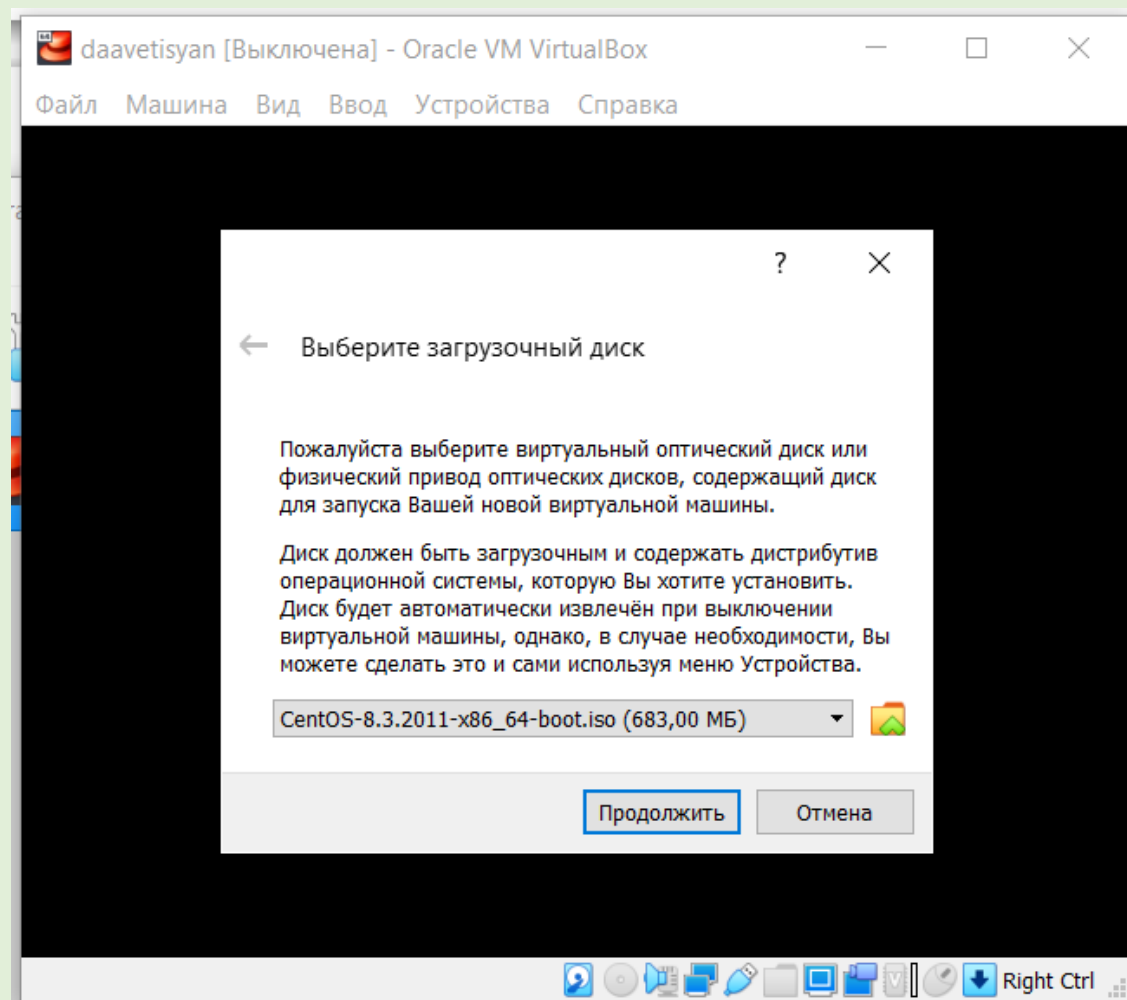 daavetisyan [Выключена] - Oracle VM VirtualBox
Файл Машина Вид Ввод Устройства Справка
?
Выберите загрузочный диск
Пожалуйста выберите виртуальный оптический диск или
физический привод оптических дисков, содержащий диск
для запуска Вашей новой виртуальной машины.
Диск должен быть загрузочным и содержать дистрибутив
операционной системы, которую Вы хотите установить.
Диск будет автоматически извлечён при выключении
виртуальной машины, однако, в случае необходимости, Вы
можете сделать это и сами используя меню Устройства.
CentOS-8.3.2011-x86_64-boot.iso (683,00 МБ)
Продолжить Отмена
Right Ctrl